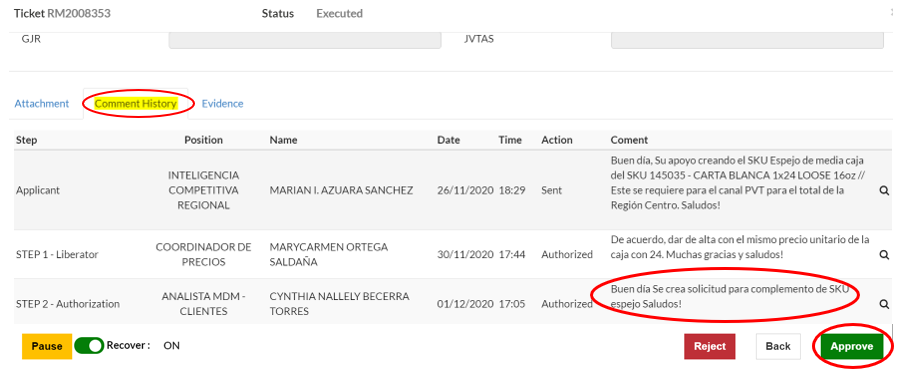 Ticket RM2008353 Status Executed
GJR JVTAS
Attachment Comment History Evidence
Step Position Name Date Time Action Coment
Applicant
INTELIGENCIA
COMPETITIVA
REGIONAL
MARIAN I. AZUARA SANCHEZ 26/11/2020 18:29 Sent
Buen día, Su apoyo creando el SKU Espejo de media caja
del SKU 145035 - CARTA BLANCA 1x24 LOOSE 16oz //
Este se requiere para el canal PVT para el total de la
Región Centro. Saludos!
STEP 1 - Liberator
COORDINADOR DE
PRECIOS
MARYCARMEN ORTEGA
SALDAÑA
30/11/2020 17:44 Authorized
De acuerdo, dar de alta con el mismo precio unitario de la
caja con 24. Muchas gracias y saludos!
STEP 2 - Authorization
ANALISTA MDM -
CLIENTES
CYNTHIA NALLELY BECERRA
TORRES
01/12/2020 17:05 Authorized
Buen día Se crea solicitud para complemento de SKU
espejo Saludos!
Pause Recover : ON Reject Back Approve